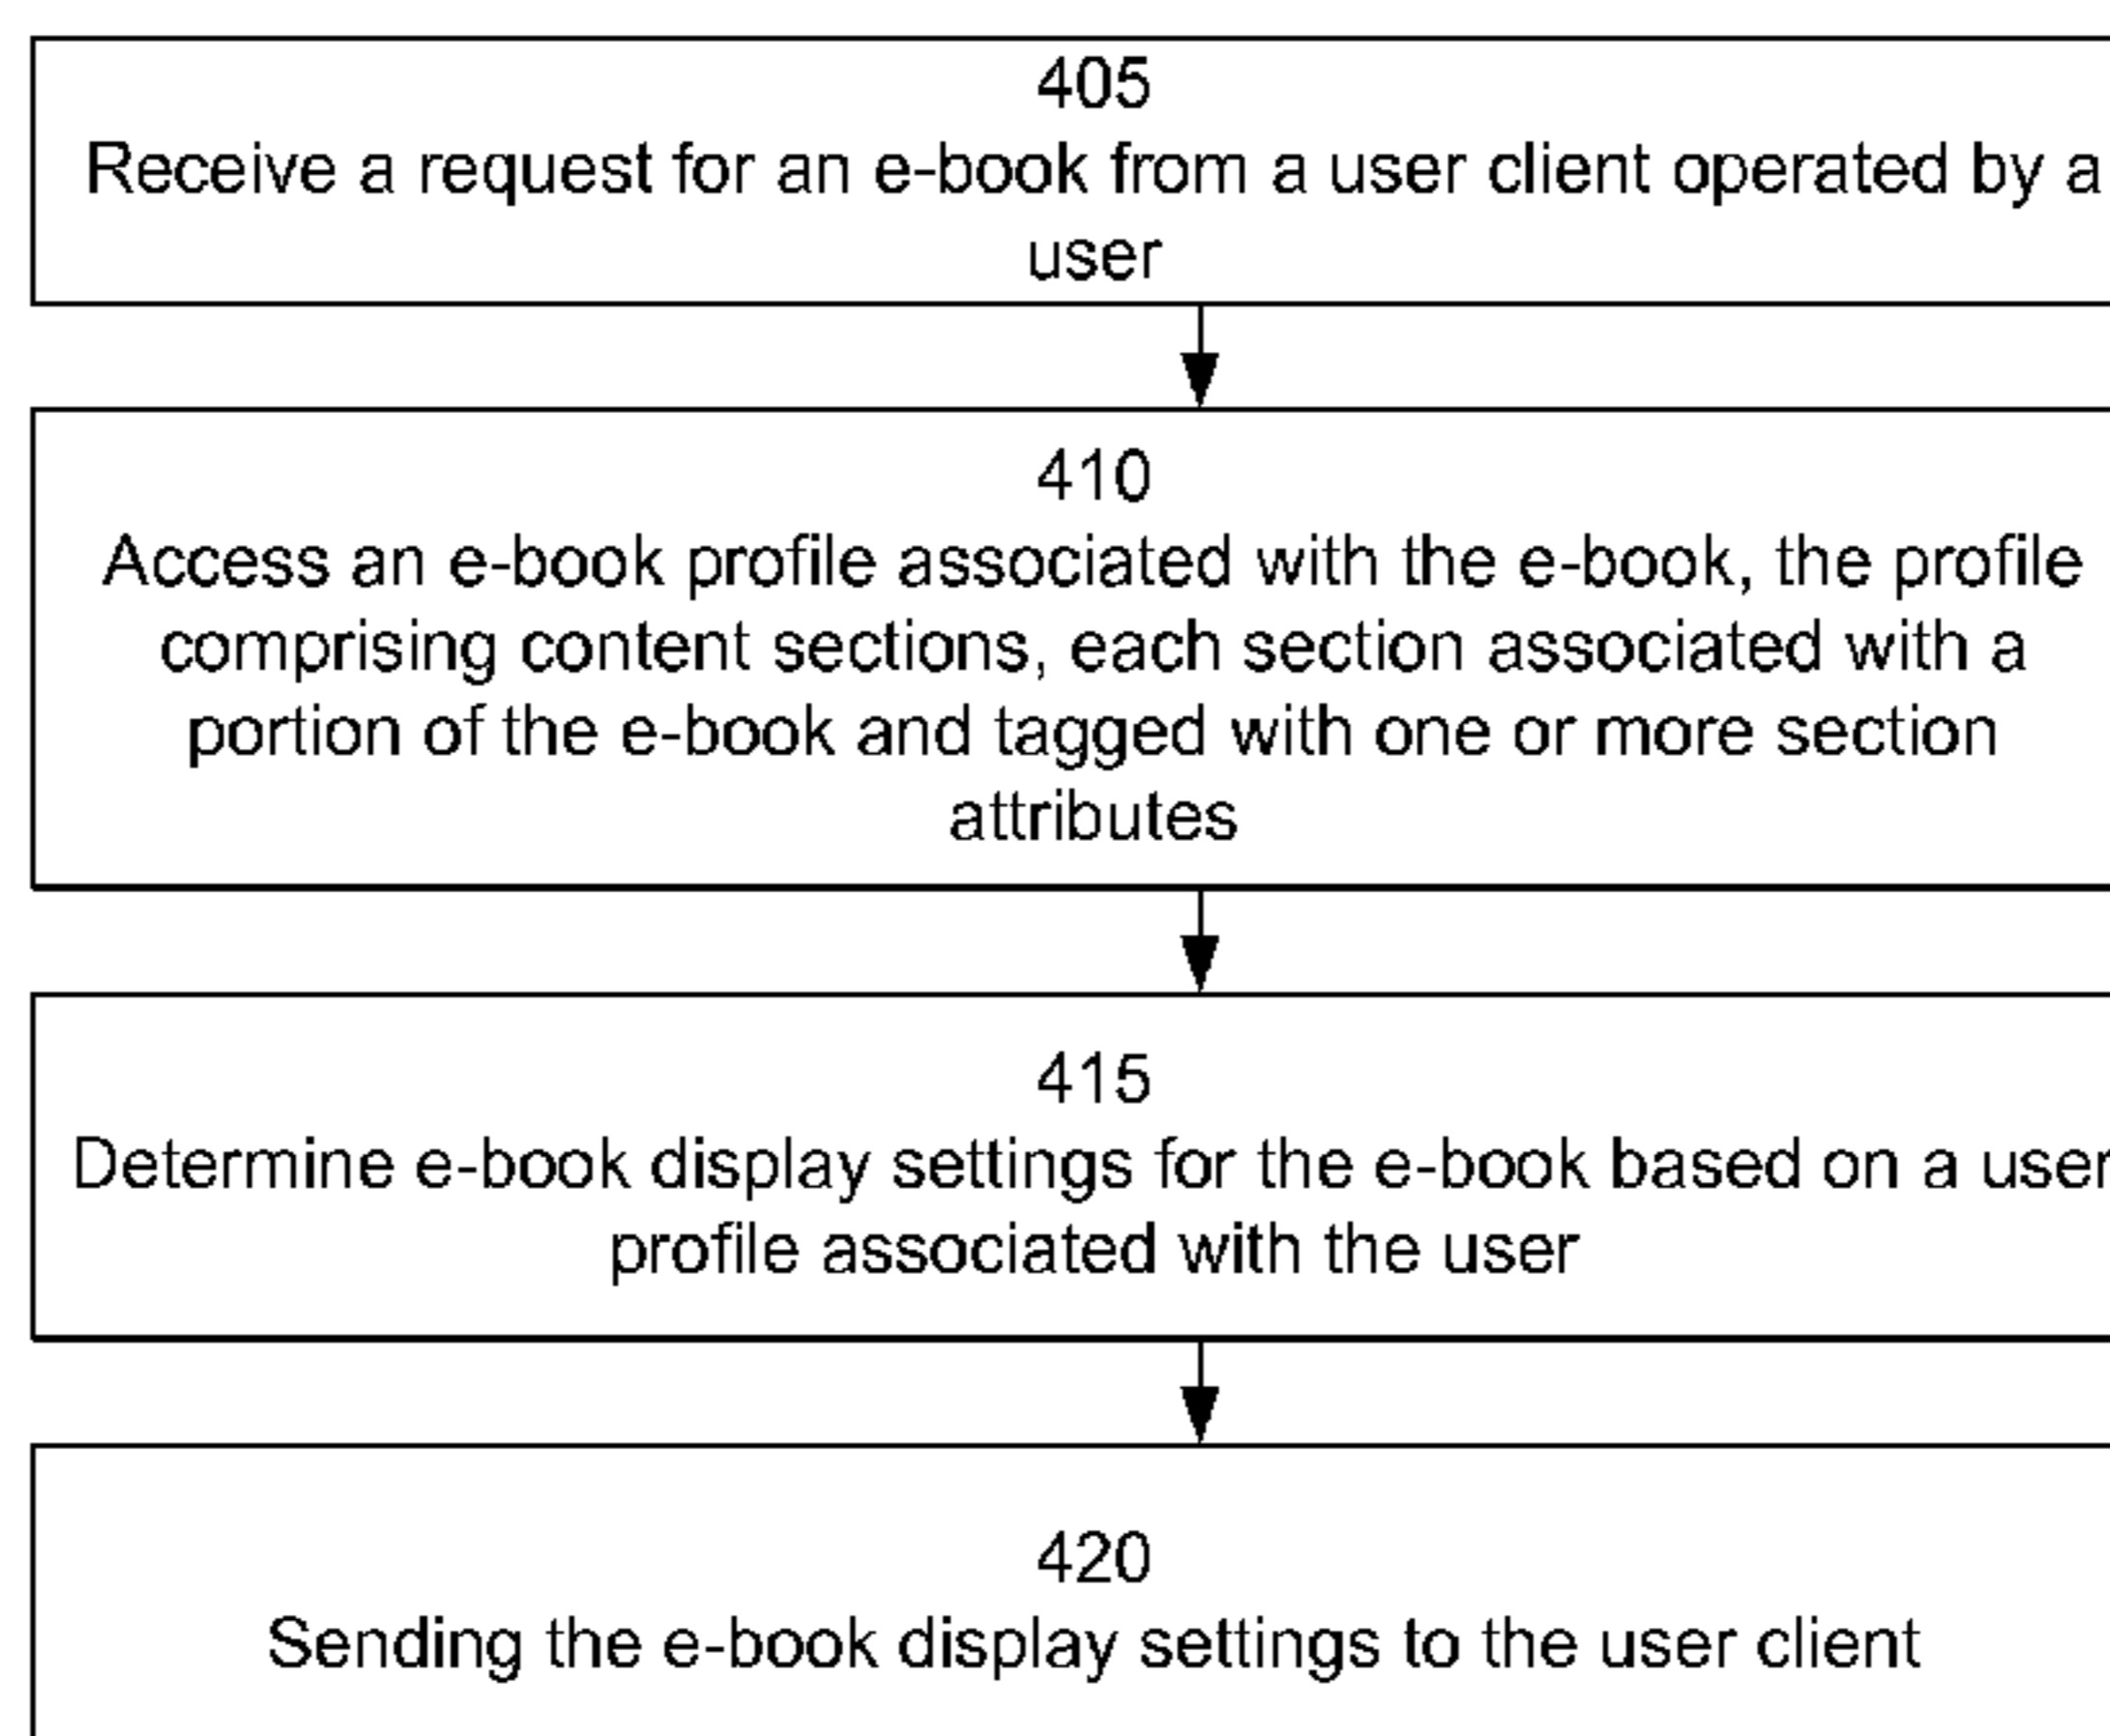 405
Receive a request for an e-book from a user client operated by a
user
410
Access an e-book profile associated with the e-book, the profile
comprising content sections, each section associated with a
portion of the e-book and tagged with one or more section
attributes
415
Determine e-book display settings for the e-book based on a user
profile associated with the user
420
Sending the e-book display settings to the user client